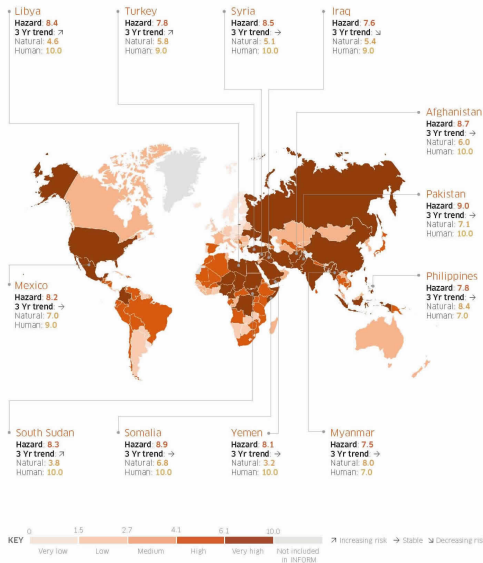 Libya
Hazard: 8.4
3 Yr trend: ↗
Natural: 4.6
Human: 10.0
Turkey
Hazard: 7.8
3 Yr trend: ↗
Natural: 5.8
Human: 9.0
Syria
Hazard: 8.5
3 Yr trend: →
Natural: 5.1
Human: 10.0
Iraq
Hazard: 7.6
3 Yr trend: ↘
Natural: 5.4
Human: 9.0
Afghanistan
Hazard: 8.7
3 Yr trend: →
Natural: 6.0
Human: 10.0
Pakistan
Hazard: 9.0
3 Yr trend: →
Natural: 7.1
Human: 10.0
Mexico
Hazard: 8.2
3 Yr trend: →
Natural: 7.0
Human: 9.0
Philippines
Hazard: 7.8
3 Yr trend: →
Natural: 8.4
Human: 7.0
South Sudan
Hazard: 8.3
3 Yr trend: ↗
Natural: 3.8
Human: 10.0
Somalia
Hazard: 8.9
3 Yr trend: →
Natural: 6.8
Human: 10.0
Yemen
Hazard: 8.1
3 Yr trend: →
Natural: 3.2
Human: 10.0
Myanmar
Hazard: 7.5
3 Yr trend: →
Natural: 8.0
Human: 7.0
0 1.5 2.7 4.1 6.1 10.0
KEY
Very low Low Medium High Very high Not included
in INFORM
↗ Increasing risk → Stable ↘ Decreasing ris